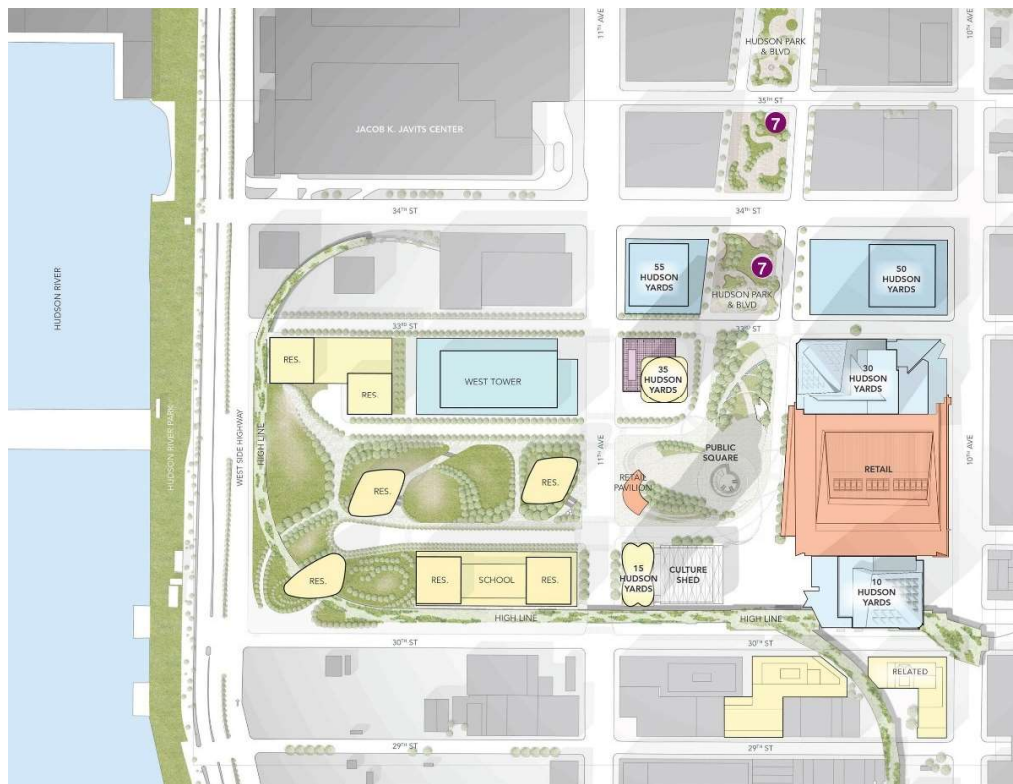 11TH AVE
HUDSON PARK
& BLVD
10TH AVE
35TH ST
7
JACOB K. JAVITS CENTER
34TH ST
34TH ST
55
HUDSON
YARDS
7
HUDSON PARK
& BLVD
50
HUDSON
YARDS
HUDSON RIVER
33RD ST
33RD ST
RES.
RES.
WEST TOWER
35
HUDSON
YARDS
30
HUDSON
YARDS
HUDSON RIVER PARK
WEST SIDE HIGHWAY
HIGH LINE
11TH AVE
PUBLIC
SQUARE
RETAIL
10TH AVE
RES.
RES.
RETAIL
PAVILION
RES.
RES.
SCHOOL
RES.
15
HUDSON
YARDS
CULTURE
SHED
10
HUDSON
YARDS
HIGH LINE
HIGH LINE
30TH ST
30TH ST
RELATED
29TH ST
29TH ST